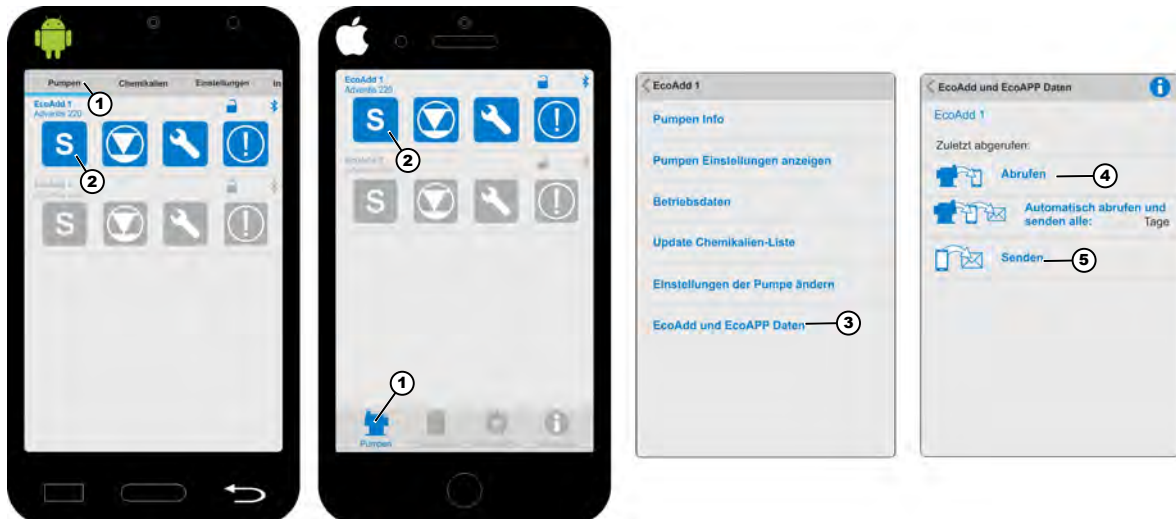 Pumpen Chemikalien Einstellungen In
1
EcoAdd 1
Adventis 220
S
2
S
EcoAdd 1
Adventis 220
S
2
S
1
Pumpen
EcoAdd 1
Pumpen Info
Pumpen Einstellungen anzeigen
Betriebsdaten
Update Chemikalien-Liste
Einstellungen der Pumpe ändern
EcoAdd und EcoAPP Daten
3
EcoAdd und EcoAPP Daten
EcoAdd 1
Zuletzt abgerufen:
Abrufen
4
Automatisch abrufen und
senden alle: Tage
Senden
5